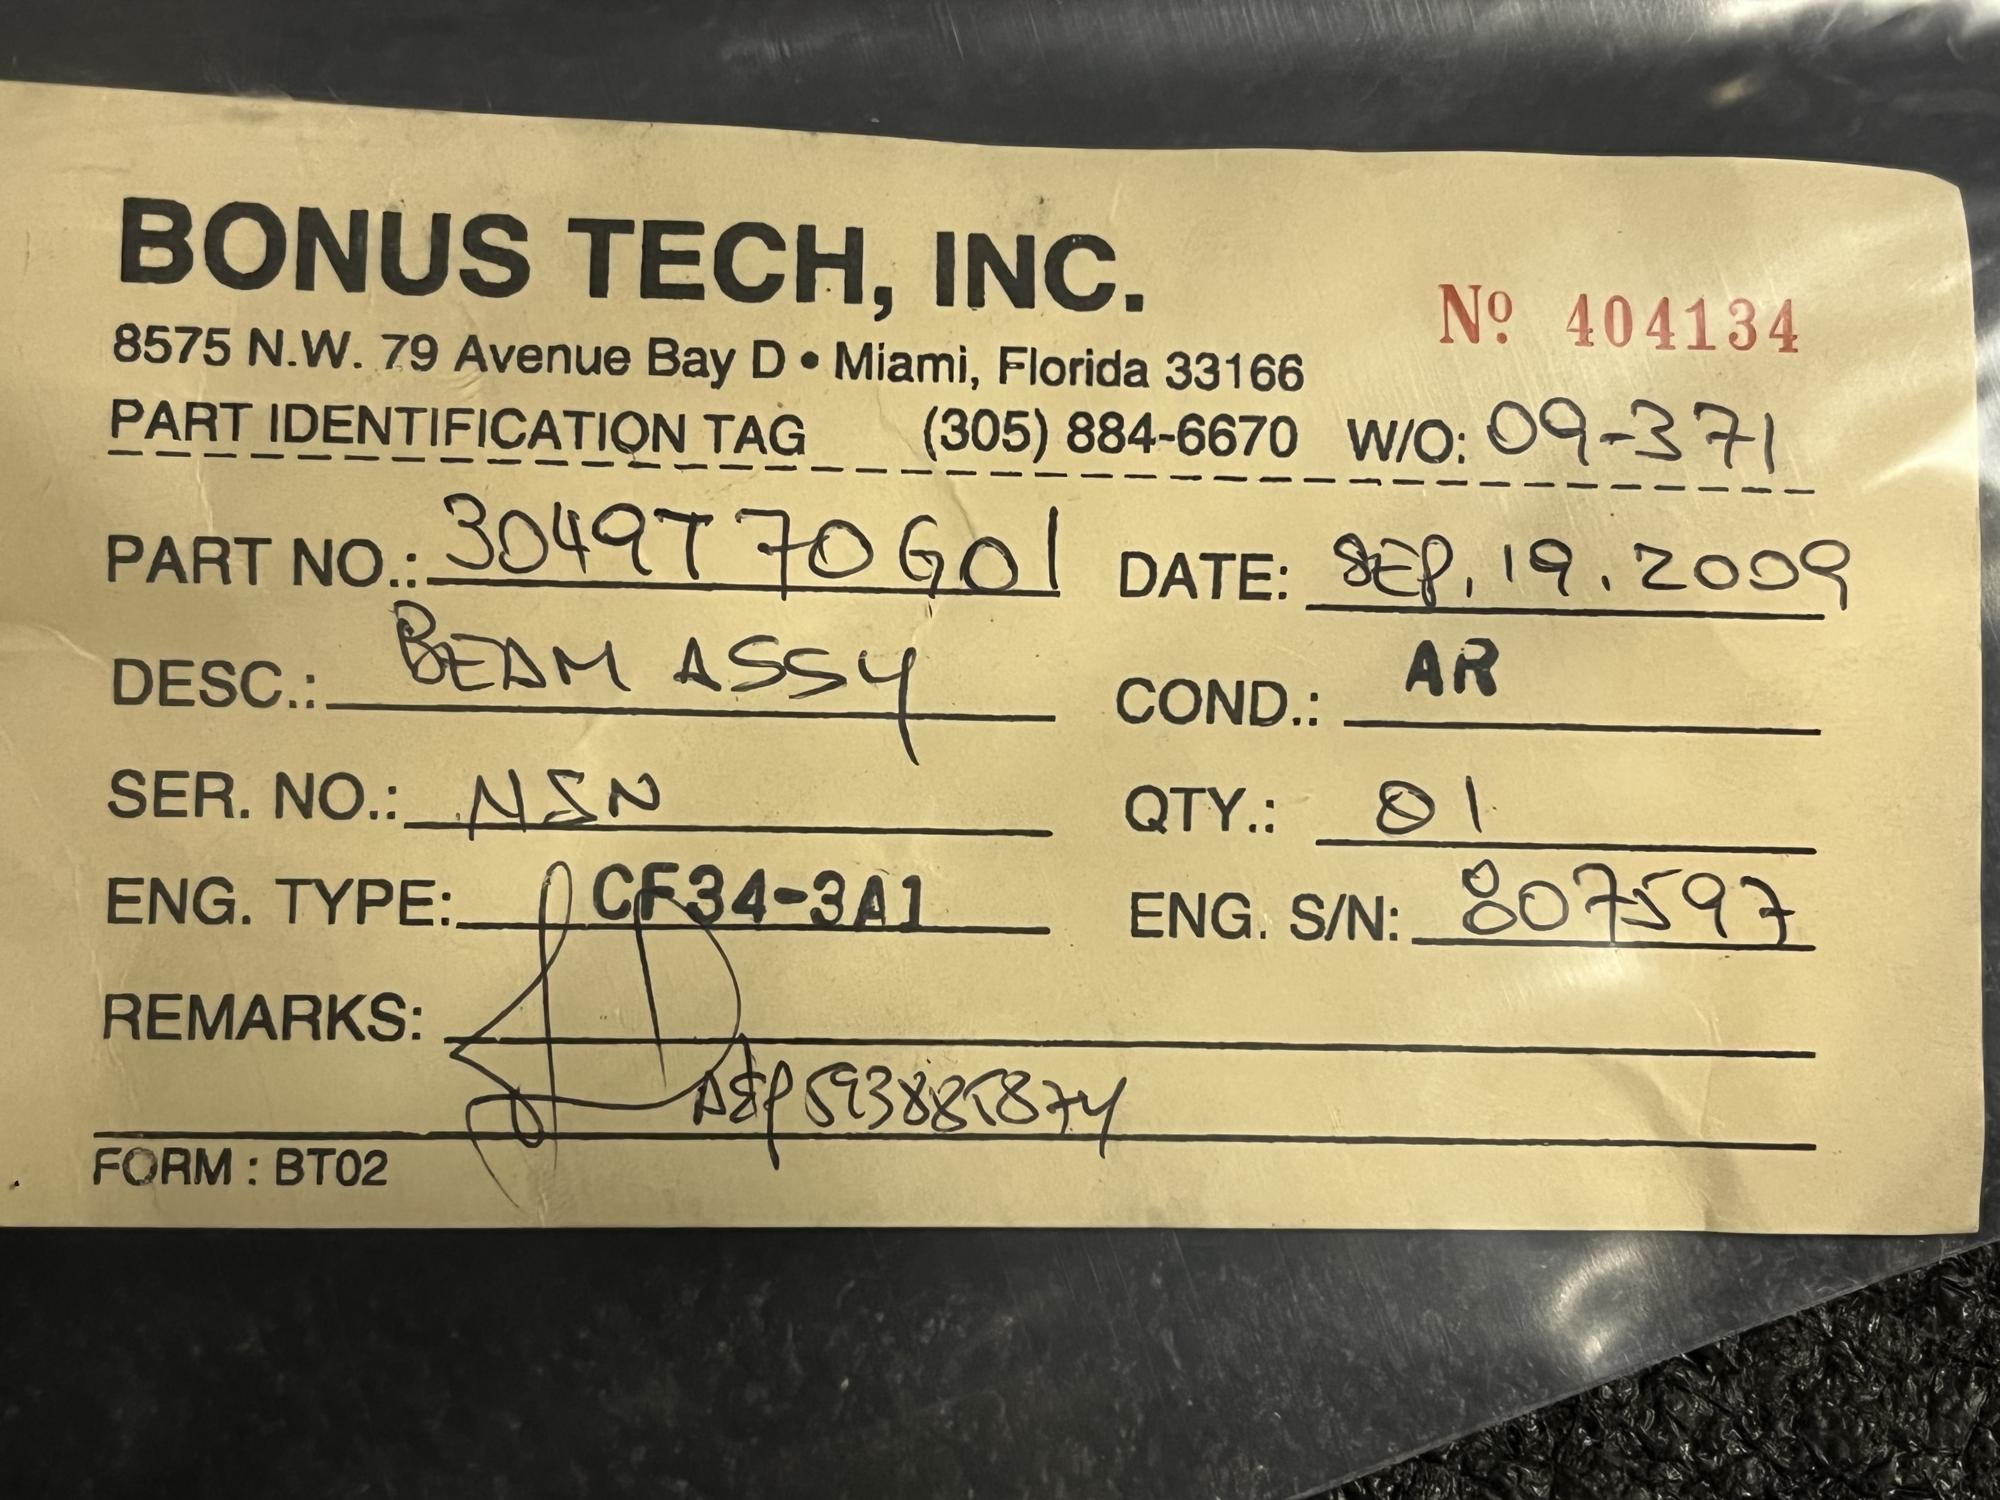 BONUS TECH, INC.
Nº 404134
8575 N.W. 79 Avenue Bay D • Miami, Florida 33166
PART IDENTIFICATION TAG (305) 884-6670 W/O: 09-371
PART NO.: 3049T70G01 DATE: SEP. 19. 2009
DESC.: BEAM ASSY COND.: AR
SER. NO.: NSN QTY.: 01
ENG. TYPE: CF34-3A1 ENG. S/N: 807597
REMARKS:
FORM : BT02